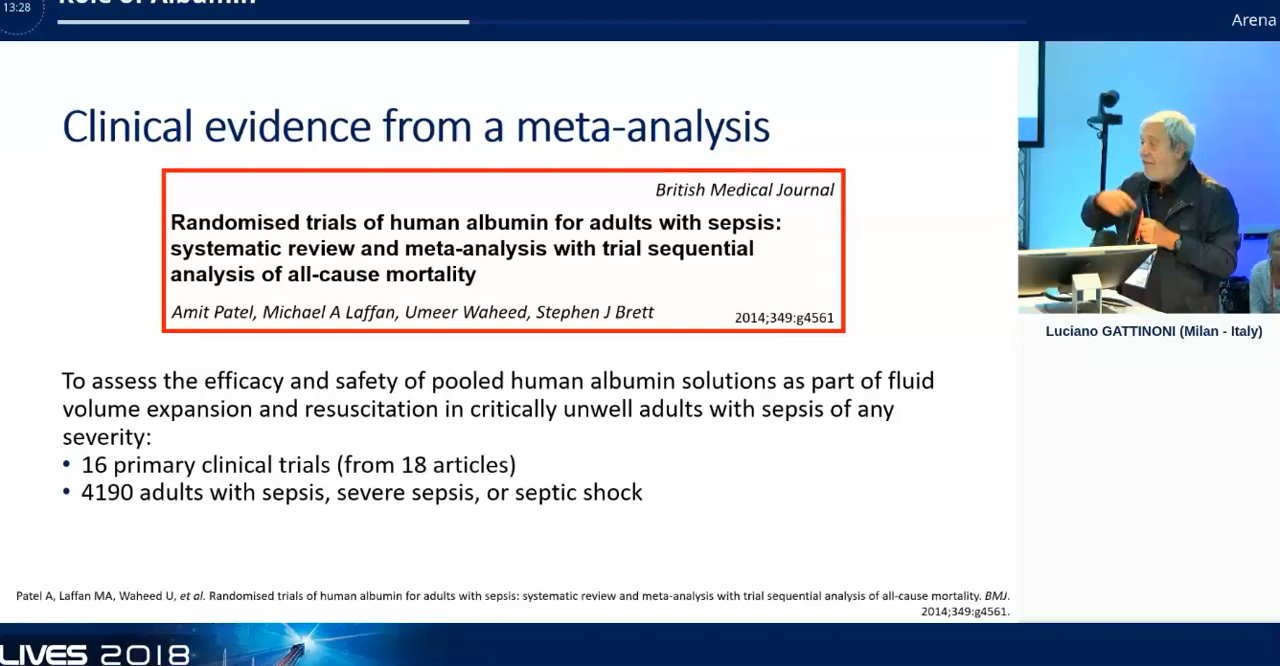 13:28
Role of Albumin
Arena
Clinical evidence from a meta-analysis
British Medical Journal
Randomised trials of human albumin for adults with sepsis:
systematic review and meta-analysis with trial sequential
analysis of all-cause mortality
Amit Patel, Michael A Laffan, Umeer Waheed, Stephen J Brett
2014;349:g4561
Luciano GATTINONI (Milan - Italy)
To assess the efficacy and safety of pooled human albumin solutions as part of fluid
volume expansion and resuscitation in critically unwell adults with sepsis of any
severity:
• 16 primary clinical trials (from 18 articles)
• 4190 adults with sepsis, severe sepsis, or septic shock
Patel A, Laffan MA, Waheed U, et al. Randomised trials of human albumin for adults with sepsis: systematic review and meta-analysis with trial sequential analysis of all-cause mortality. BMJ.
2014;349:g4561.
LIVES 2018